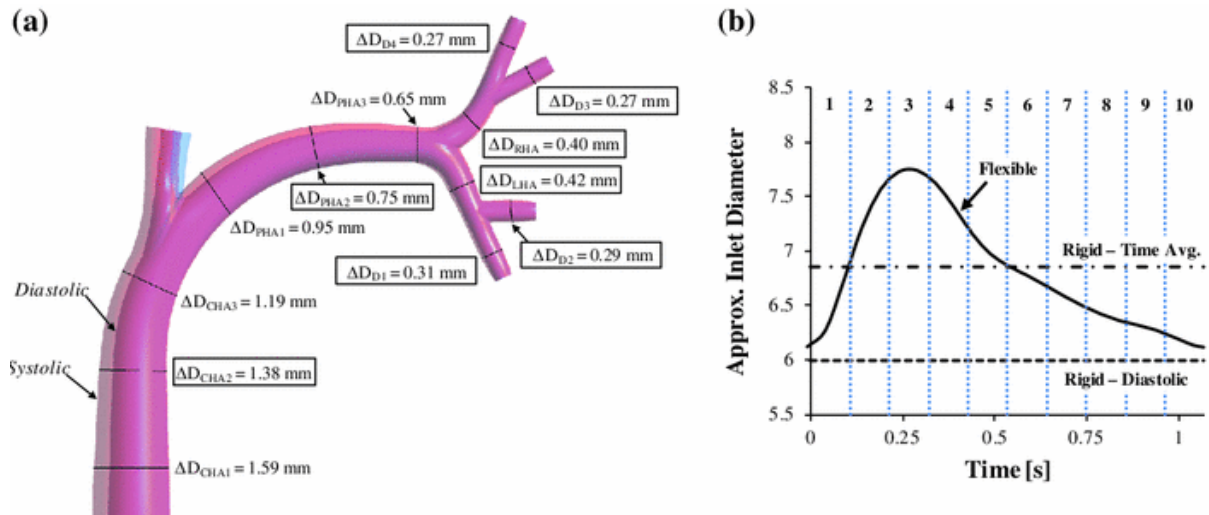 (a)
ΔD_D4 = 0.27 mm
ΔD_PHA3 = 0.65 mm
ΔD_D3 = 0.27 mm
ΔD_RHA = 0.40 mm
ΔD_LHA = 0.42 mm
ΔD_PHA2 = 0.75 mm
ΔD_PHA1 = 0.95 mm
ΔD_D2 = 0.29 mm
ΔD_D1 = 0.31 mm
Diastolic
ΔD_CHA3 = 1.19 mm
Systolic
ΔD_CHA2 = 1.38 mm
ΔD_CHA1 = 1.59 mm
(b)
Approx. Inlet Diameter
8.5
8
7.5
7
6.5
6
5.5
1 2 3 4 5 6 7 8 9 10
Flexible
Rigid – Time Avg.
Rigid – Diastolic
0 0.25 0.5 0.75 1
Time [s]